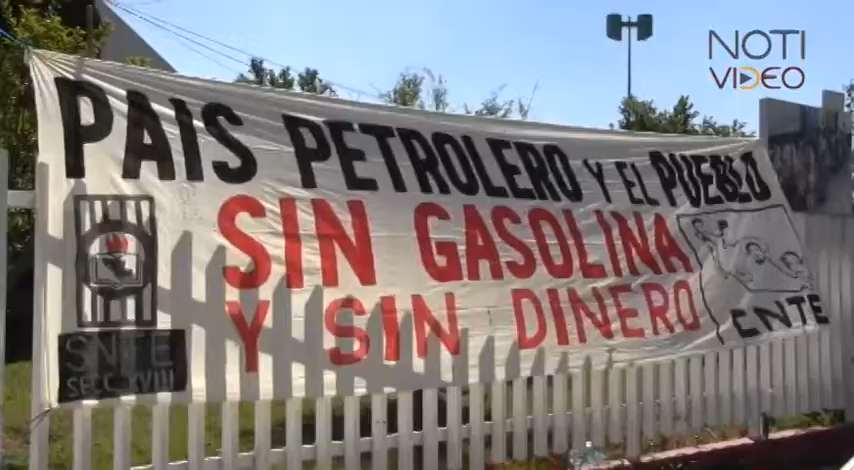 NOTI
VIDEO
PAIS PETROLERO Y EL PUEBLO
SIN GASOLINA
Y SIN DINERO
SNTE
SECC XVIII
CNTE